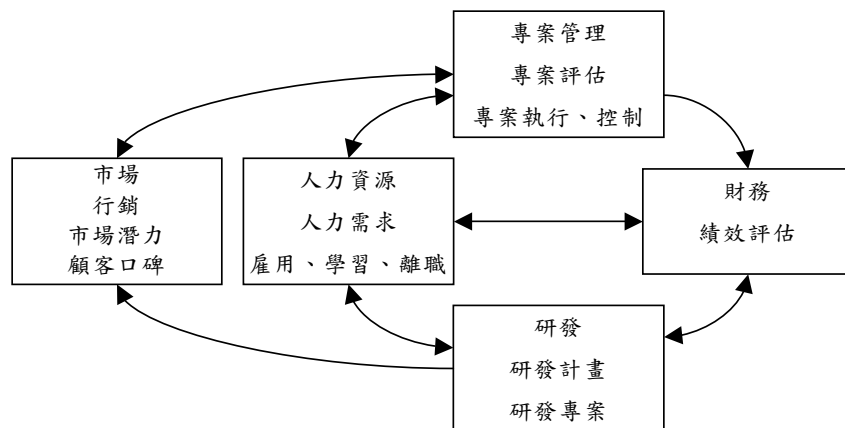 專案管理
專案評估
專案執行、控制
市場
行銷
市場潛力
顧客口碑
人力資源
人力需求
雇用、學習、離職
財務
績效評估
研發
研發計畫
研發專案